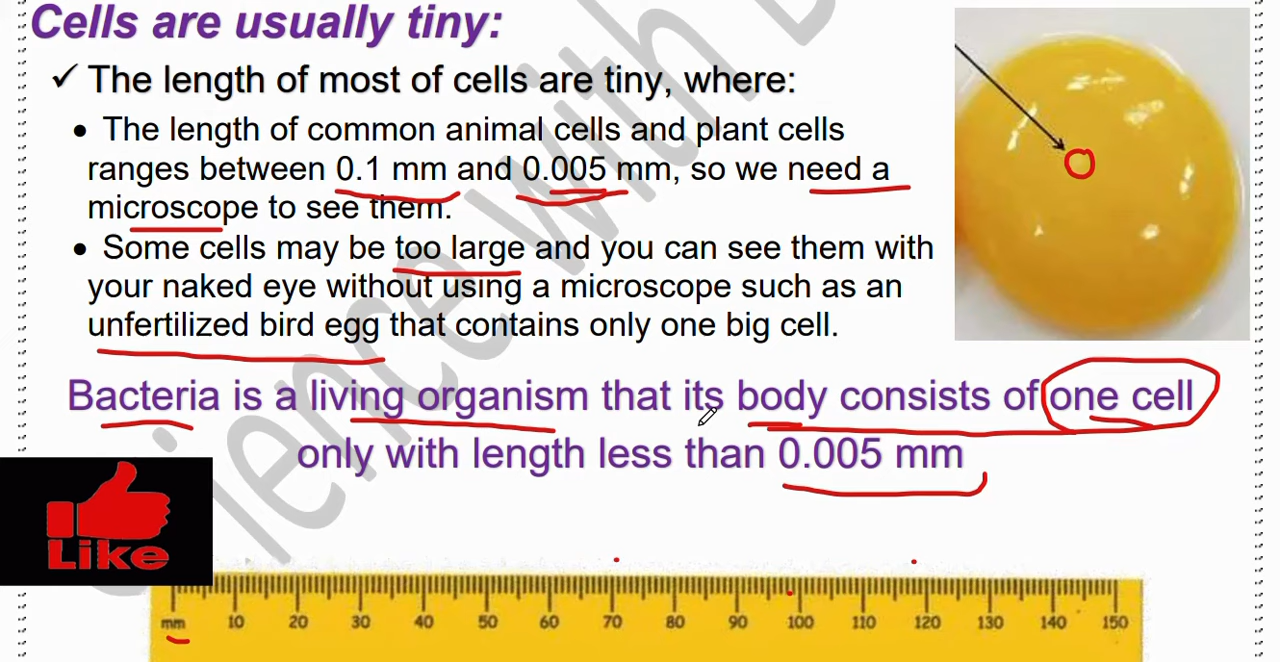 Cells are usually tiny:
✓ The length of most of cells are tiny, where:
• The length of common animal cells and plant cells
ranges between 0.1 mm and 0.005 mm, so we need a
microscope to see them.
• Some cells may be too large and you can see them with
your naked eye without using a microscope such as an
unfertilized bird egg that contains only one big cell.
Bacteria is a living organism that its body consists of one cell
only with length less than 0.005 mm
Like
mm 10 20 30 40 50 60 70 80 90 100 110 120 130 140 150